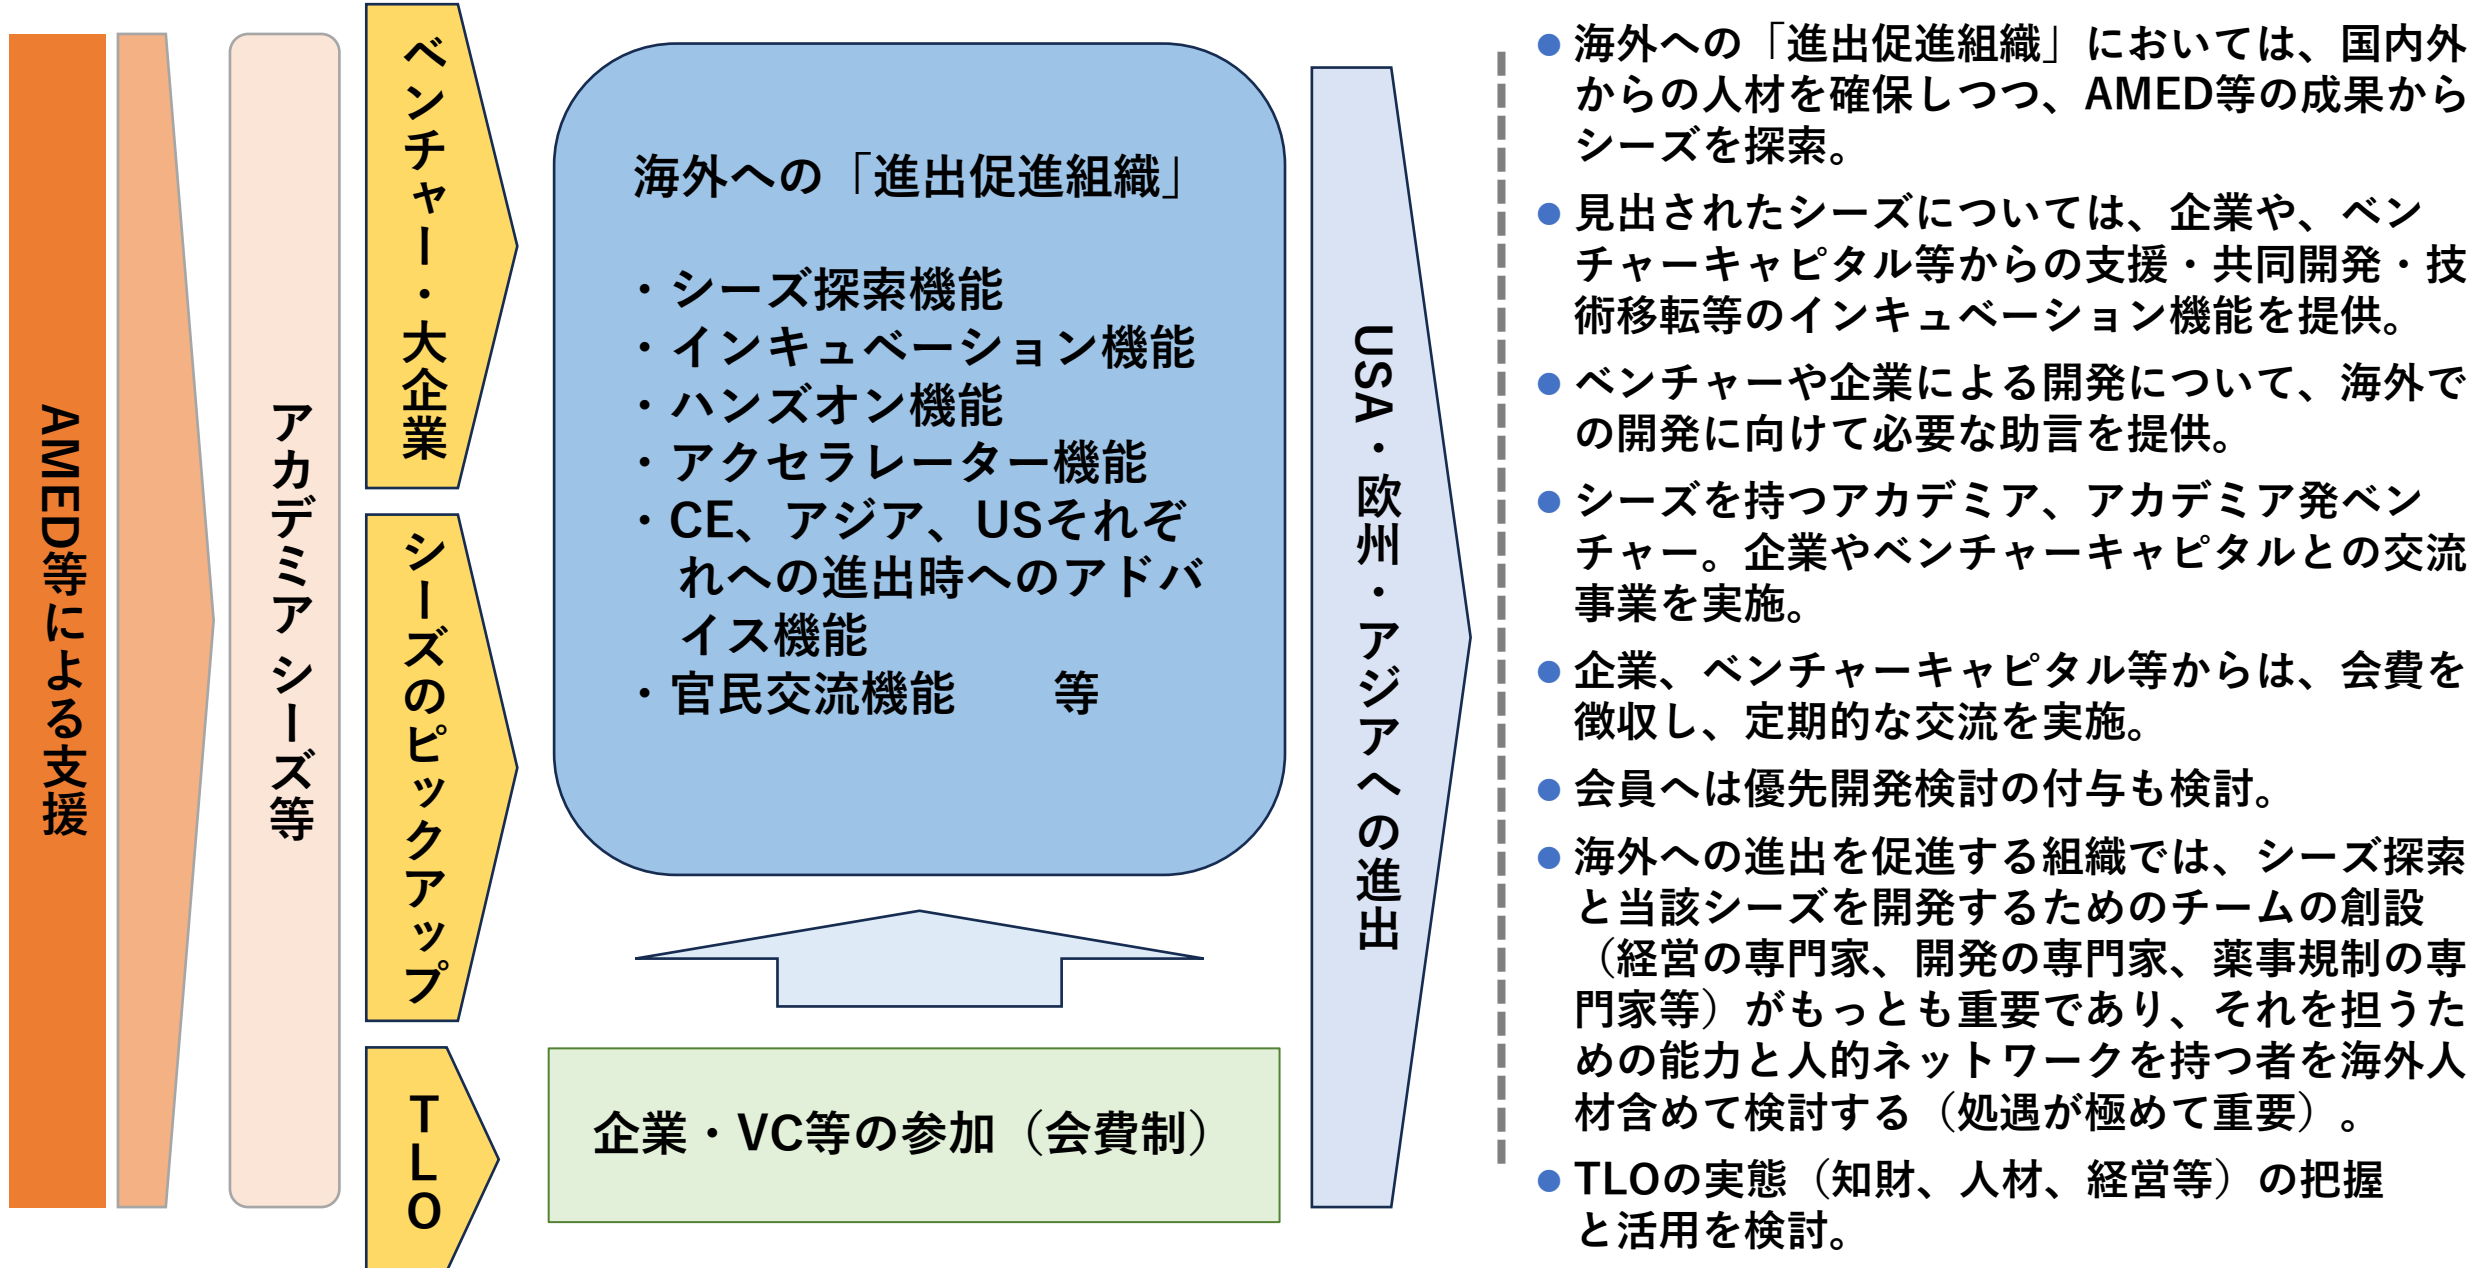 AMED等による支援
アカデミア シーズ等
ベンチャー・大企業
シーズのピックアップ
TLO
海外への「進出促進組織」
・シーズ探索機能
・インキュベーション機能
・ハンズオン機能
・アクセラレーター機能
・CE、アジア、USそれぞ
れへの進出時へのアドバ
イス機能
・官民交流機能　　等
企業・VC等の参加（会費制）
USA・欧州・アジアへの進出
●海外への「進出促進組織」においては、国内外
からの人材を確保しつつ、AMED等の成果から
シーズを探索。
●見出されたシーズについては、企業や、ベン
チャーキャピタル等からの支援・共同開発・技
術移転等のインキュベーション機能を提供。
●ベンチャーや企業による開発について、海外で
の開発に向けて必要な助言を提供。
●シーズを持つアカデミア、アカデミア発ベン
チャー。企業やベンチャーキャピタルとの交流
事業を実施。
●企業、ベンチャーキャピタル等からは、会費を
徴収し、定期的な交流を実施。
●会員へは優先開発検討の付与も検討。
●海外への進出を促進する組織では、シーズ探索
と当該シーズを開発するためのチームの創設
（経営の専門家、開発の専門家、薬事規制の専
門家等）がもっとも重要であり、それを担うた
めの能力と人的ネットワークを持つ者を海外人
材含めて検討する（処遇が極めて重要）。
●TLOの実態（知財、人材、経営等）の把握
と活用を検討。